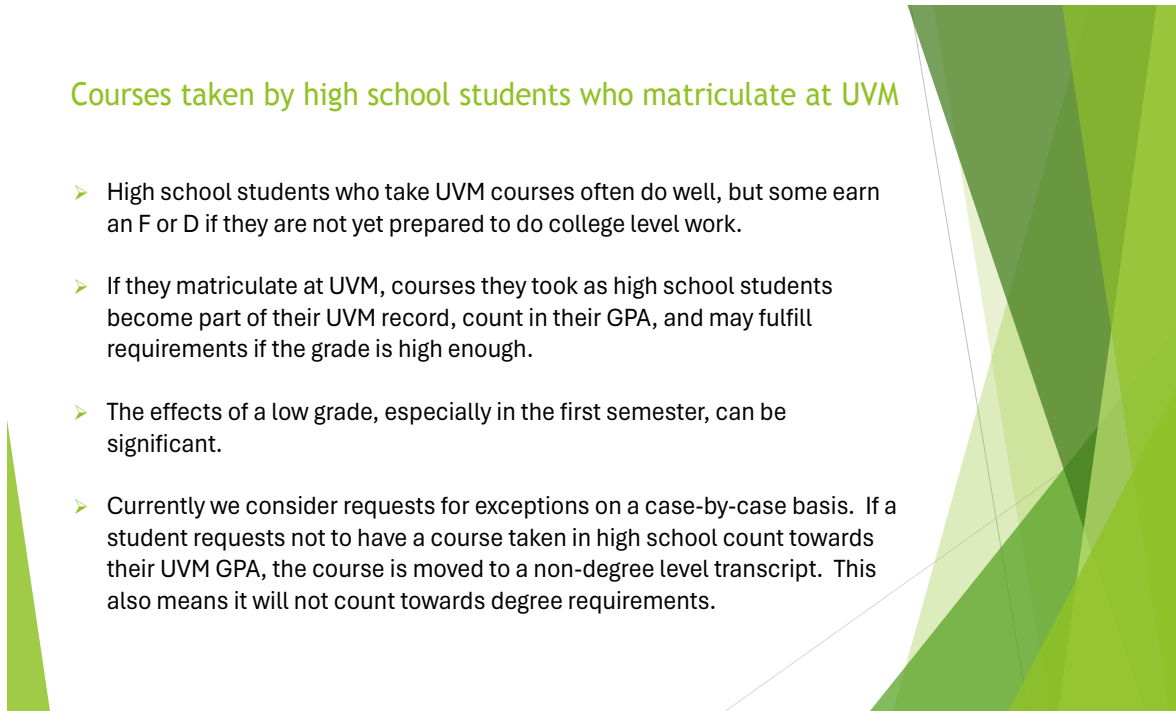 Courses taken by high school students who matriculate at UVM
High school students who take UVM courses often do well, but some earn
an F or D if they are not yet prepared to do college level work.
If they matriculate at UVM, courses they took as high school students
become part of their UVM record, count in their GPA, and may fulfill
requirements if the grade is high enough.
The effects of a low grade, especially in the first semester, can be
significant.
Currently we consider requests for exceptions on a case-by-case basis.  If a
student requests not to have a course taken in high school count towards
their UVM GPA, the course is moved to a non-degree level transcript.  This
also means it will not count towards degree requirements.